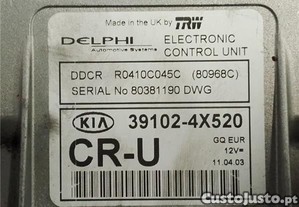 Made in the UK by TRW
DELPHI
Automotive Systems
ELECTRONIC
CONTROL UNIT
DDCR R0410C045C (80968C)
SERIAL No 80381190 DWG
KIA 39102-4X520
CR-U
GQ EUR
12V=
11.04.03
CustoJusto.pt